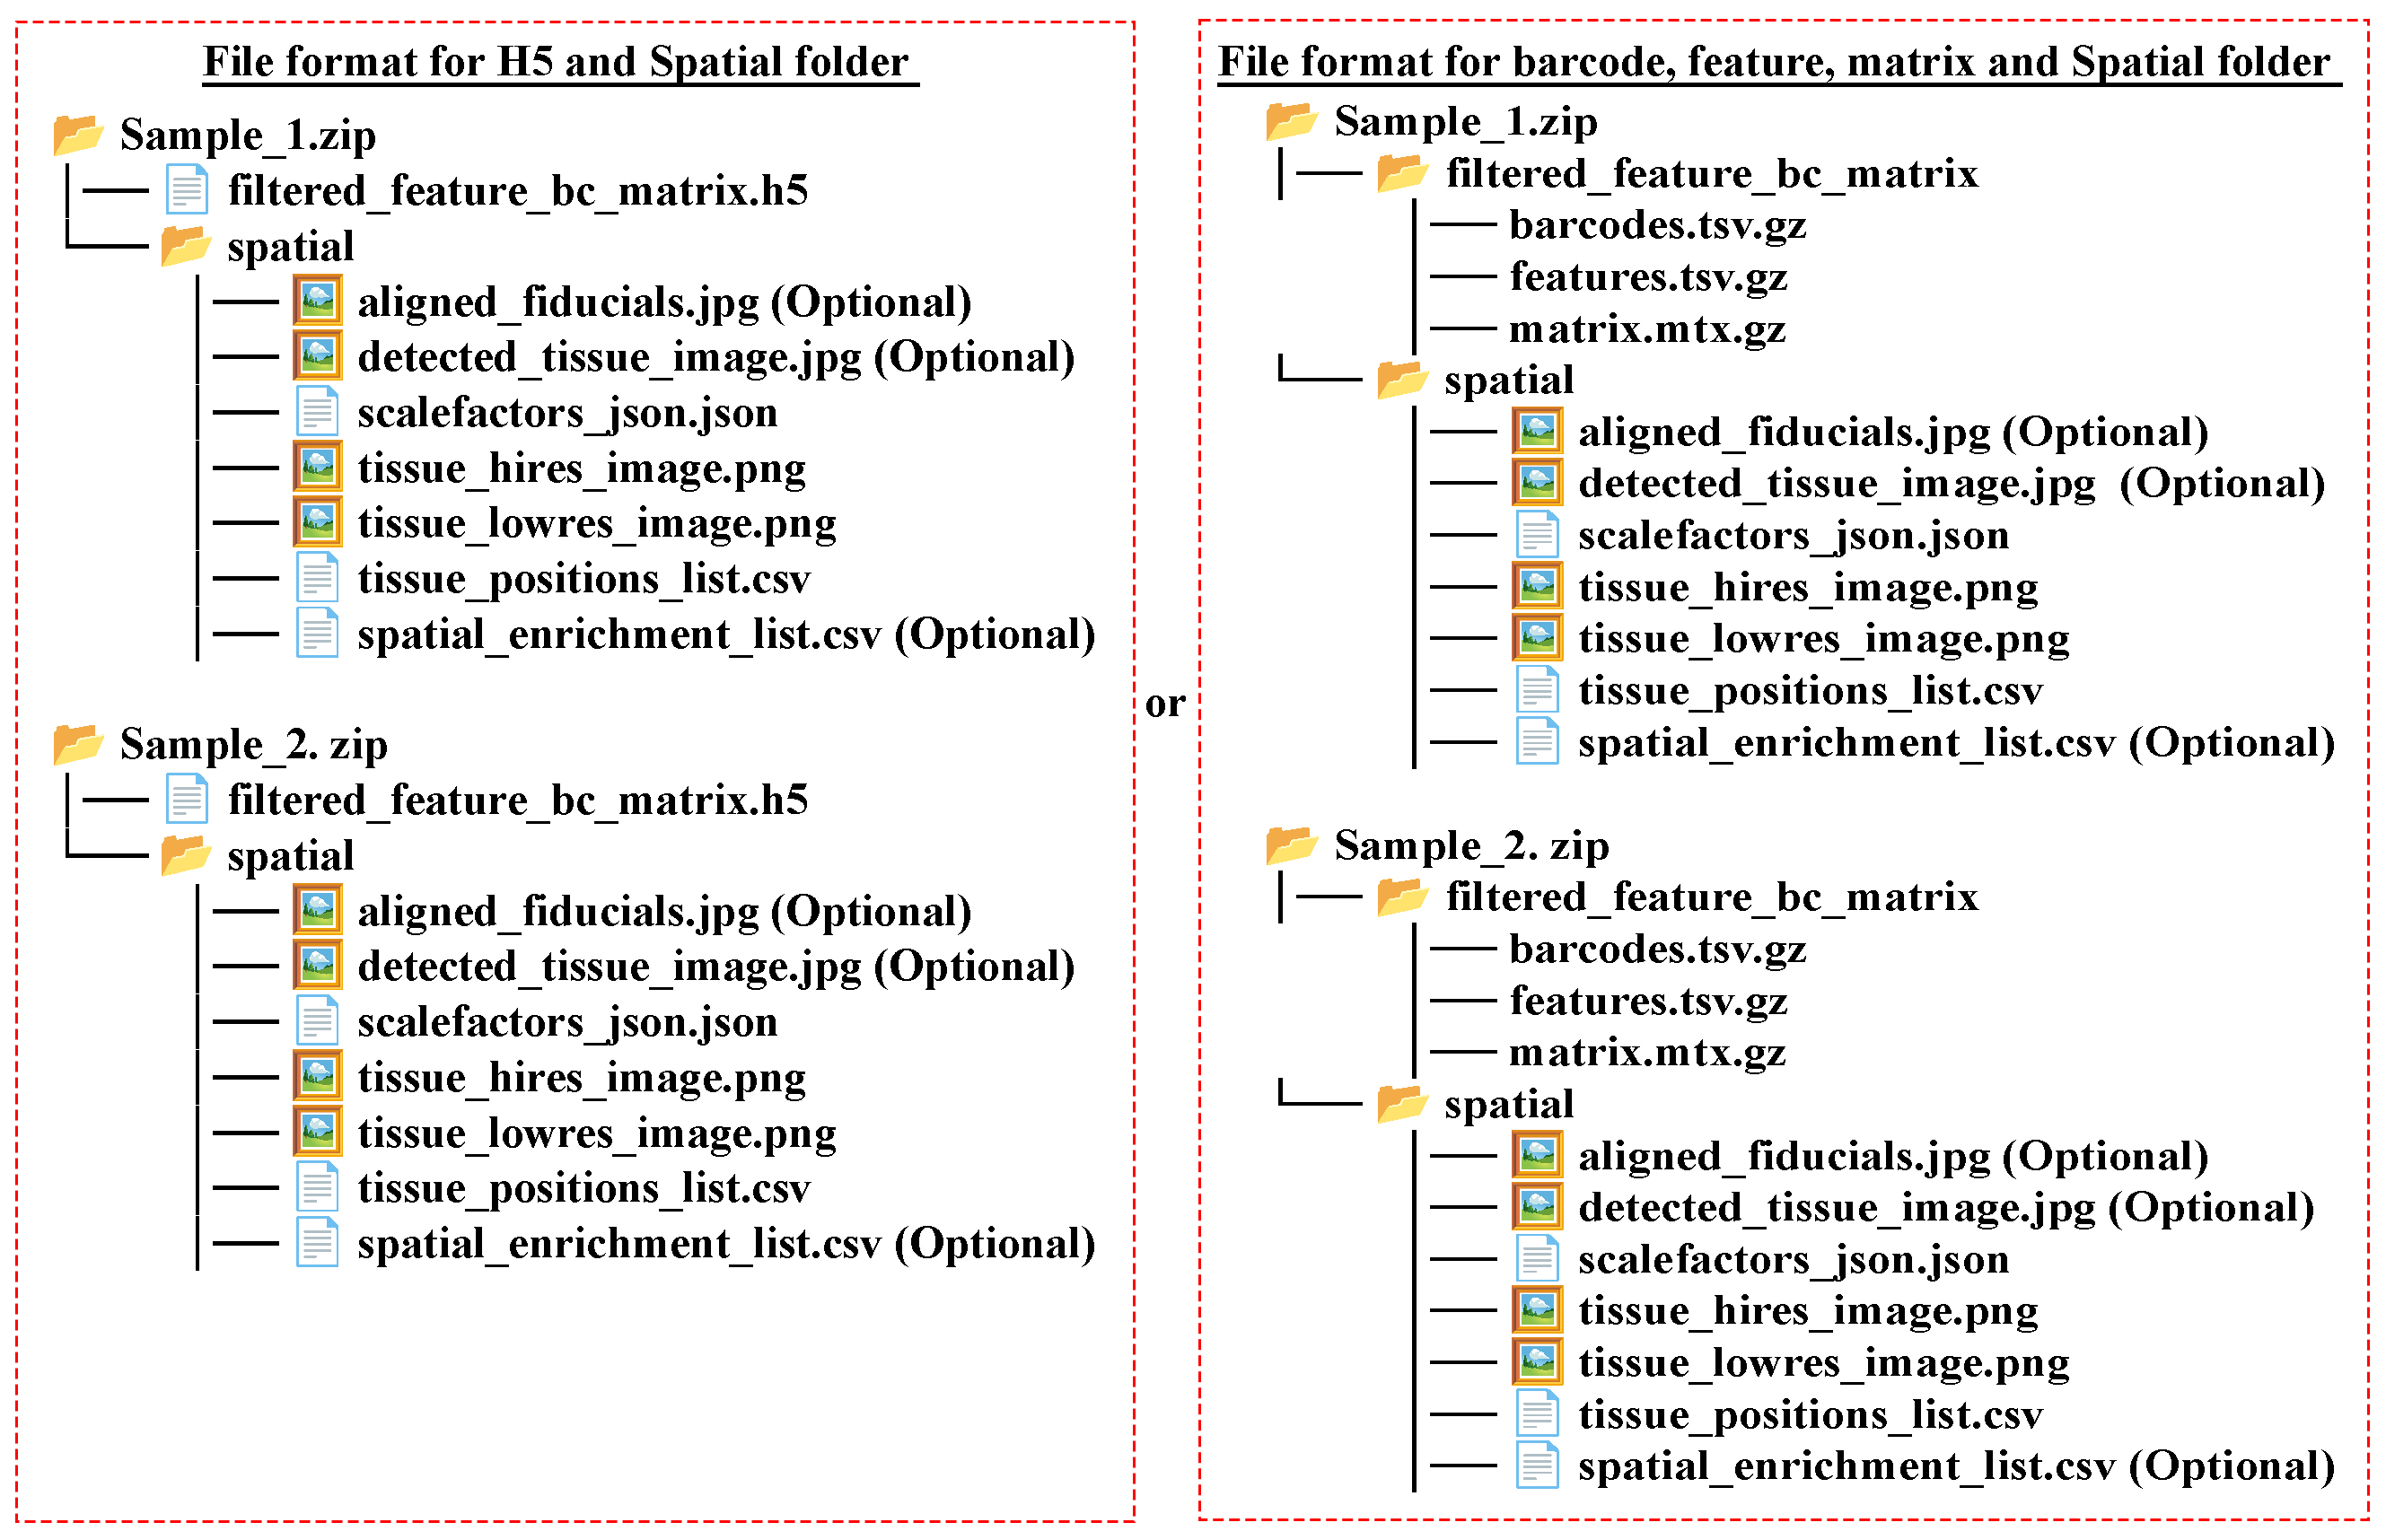 File format for H5 and Spatial folder
Sample_1.zip
filtered_feature_bc_matrix.h5
spatial
aligned_fiducials.jpg (Optional)
detected_tissue_image.jpg (Optional)
scalefactors_json.json
tissue_hires_image.png
tissue_lowres_image.png
tissue_positions_list.csv
spatial_enrichment_list.csv (Optional)
Sample_2. zip
filtered_feature_bc_matrix.h5
spatial
aligned_fiducials.jpg (Optional)
detected_tissue_image.jpg (Optional)
scalefactors_json.json
tissue_hires_image.png
tissue_lowres_image.png
tissue_positions_list.csv
spatial_enrichment_list.csv (Optional)
or
File format for barcode, feature, matrix and Spatial folder
Sample_1.zip
filtered_feature_bc_matrix
barcodes.tsv.gz
features.tsv.gz
matrix.mtx.gz
spatial
aligned_fiducials.jpg (Optional)
detected_tissue_image.jpg (Optional)
scalefactors_json.json
tissue_hires_image.png
tissue_lowres_image.png
tissue_positions_list.csv
spatial_enrichment_list.csv (Optional)
Sample_2. zip
filtered_feature_bc_matrix
barcodes.tsv.gz
features.tsv.gz
matrix.mtx.gz
spatial
aligned_fiducials.jpg (Optional)
detected_tissue_image.jpg (Optional)
scalefactors_json.json
tissue_hires_image.png
tissue_lowres_image.png
tissue_positions_list.csv
spatial_enrichment_list.csv (Optional)